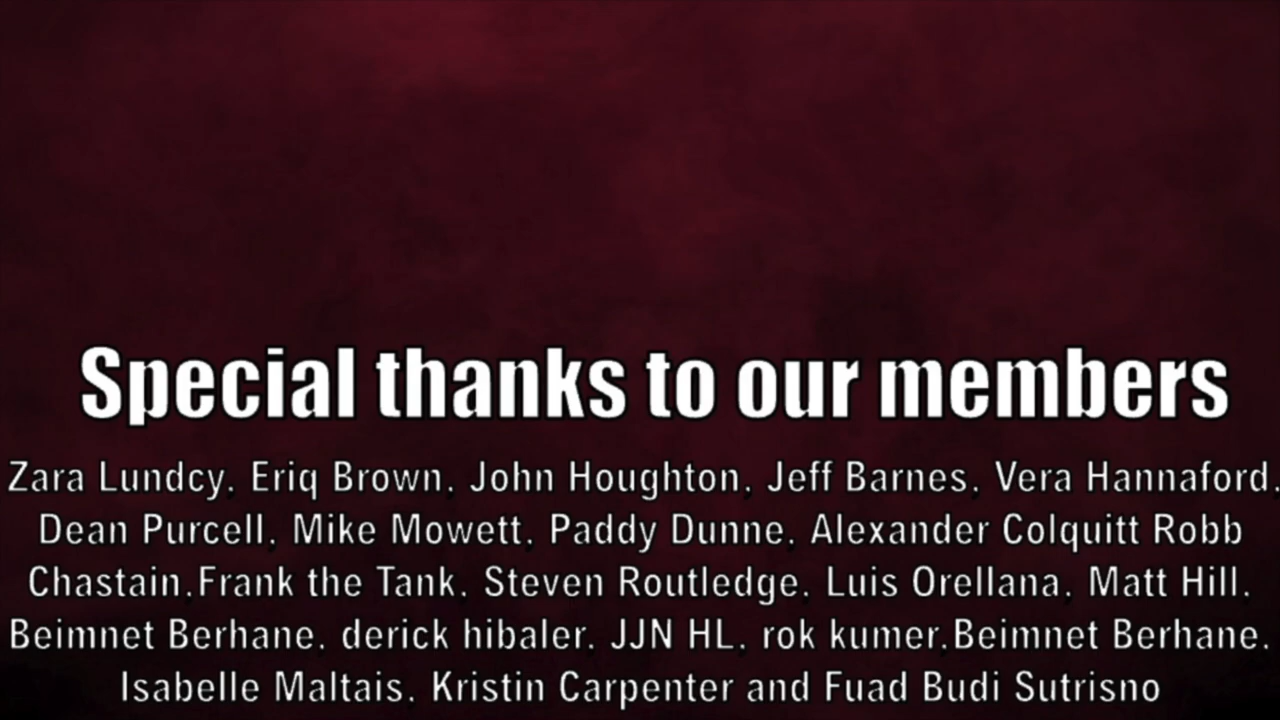 Special thanks to our members
Zara Lundcy, Eriq Brown, John Houghton, Jeff Barnes, Vera Hannaford,
Dean Purcell, Mike Mowett, Paddy Dunne, Alexander Colquitt Robb
Chastain,Frank the Tank, Steven Routledge, Luis Orellana, Matt Hill,
Beimnet Berhane, derick hibaler, JJN HL, rok kumer,Beimnet Berhane,
Isabelle Maltais, Kristin Carpenter and Fuad Budi Sutrisno